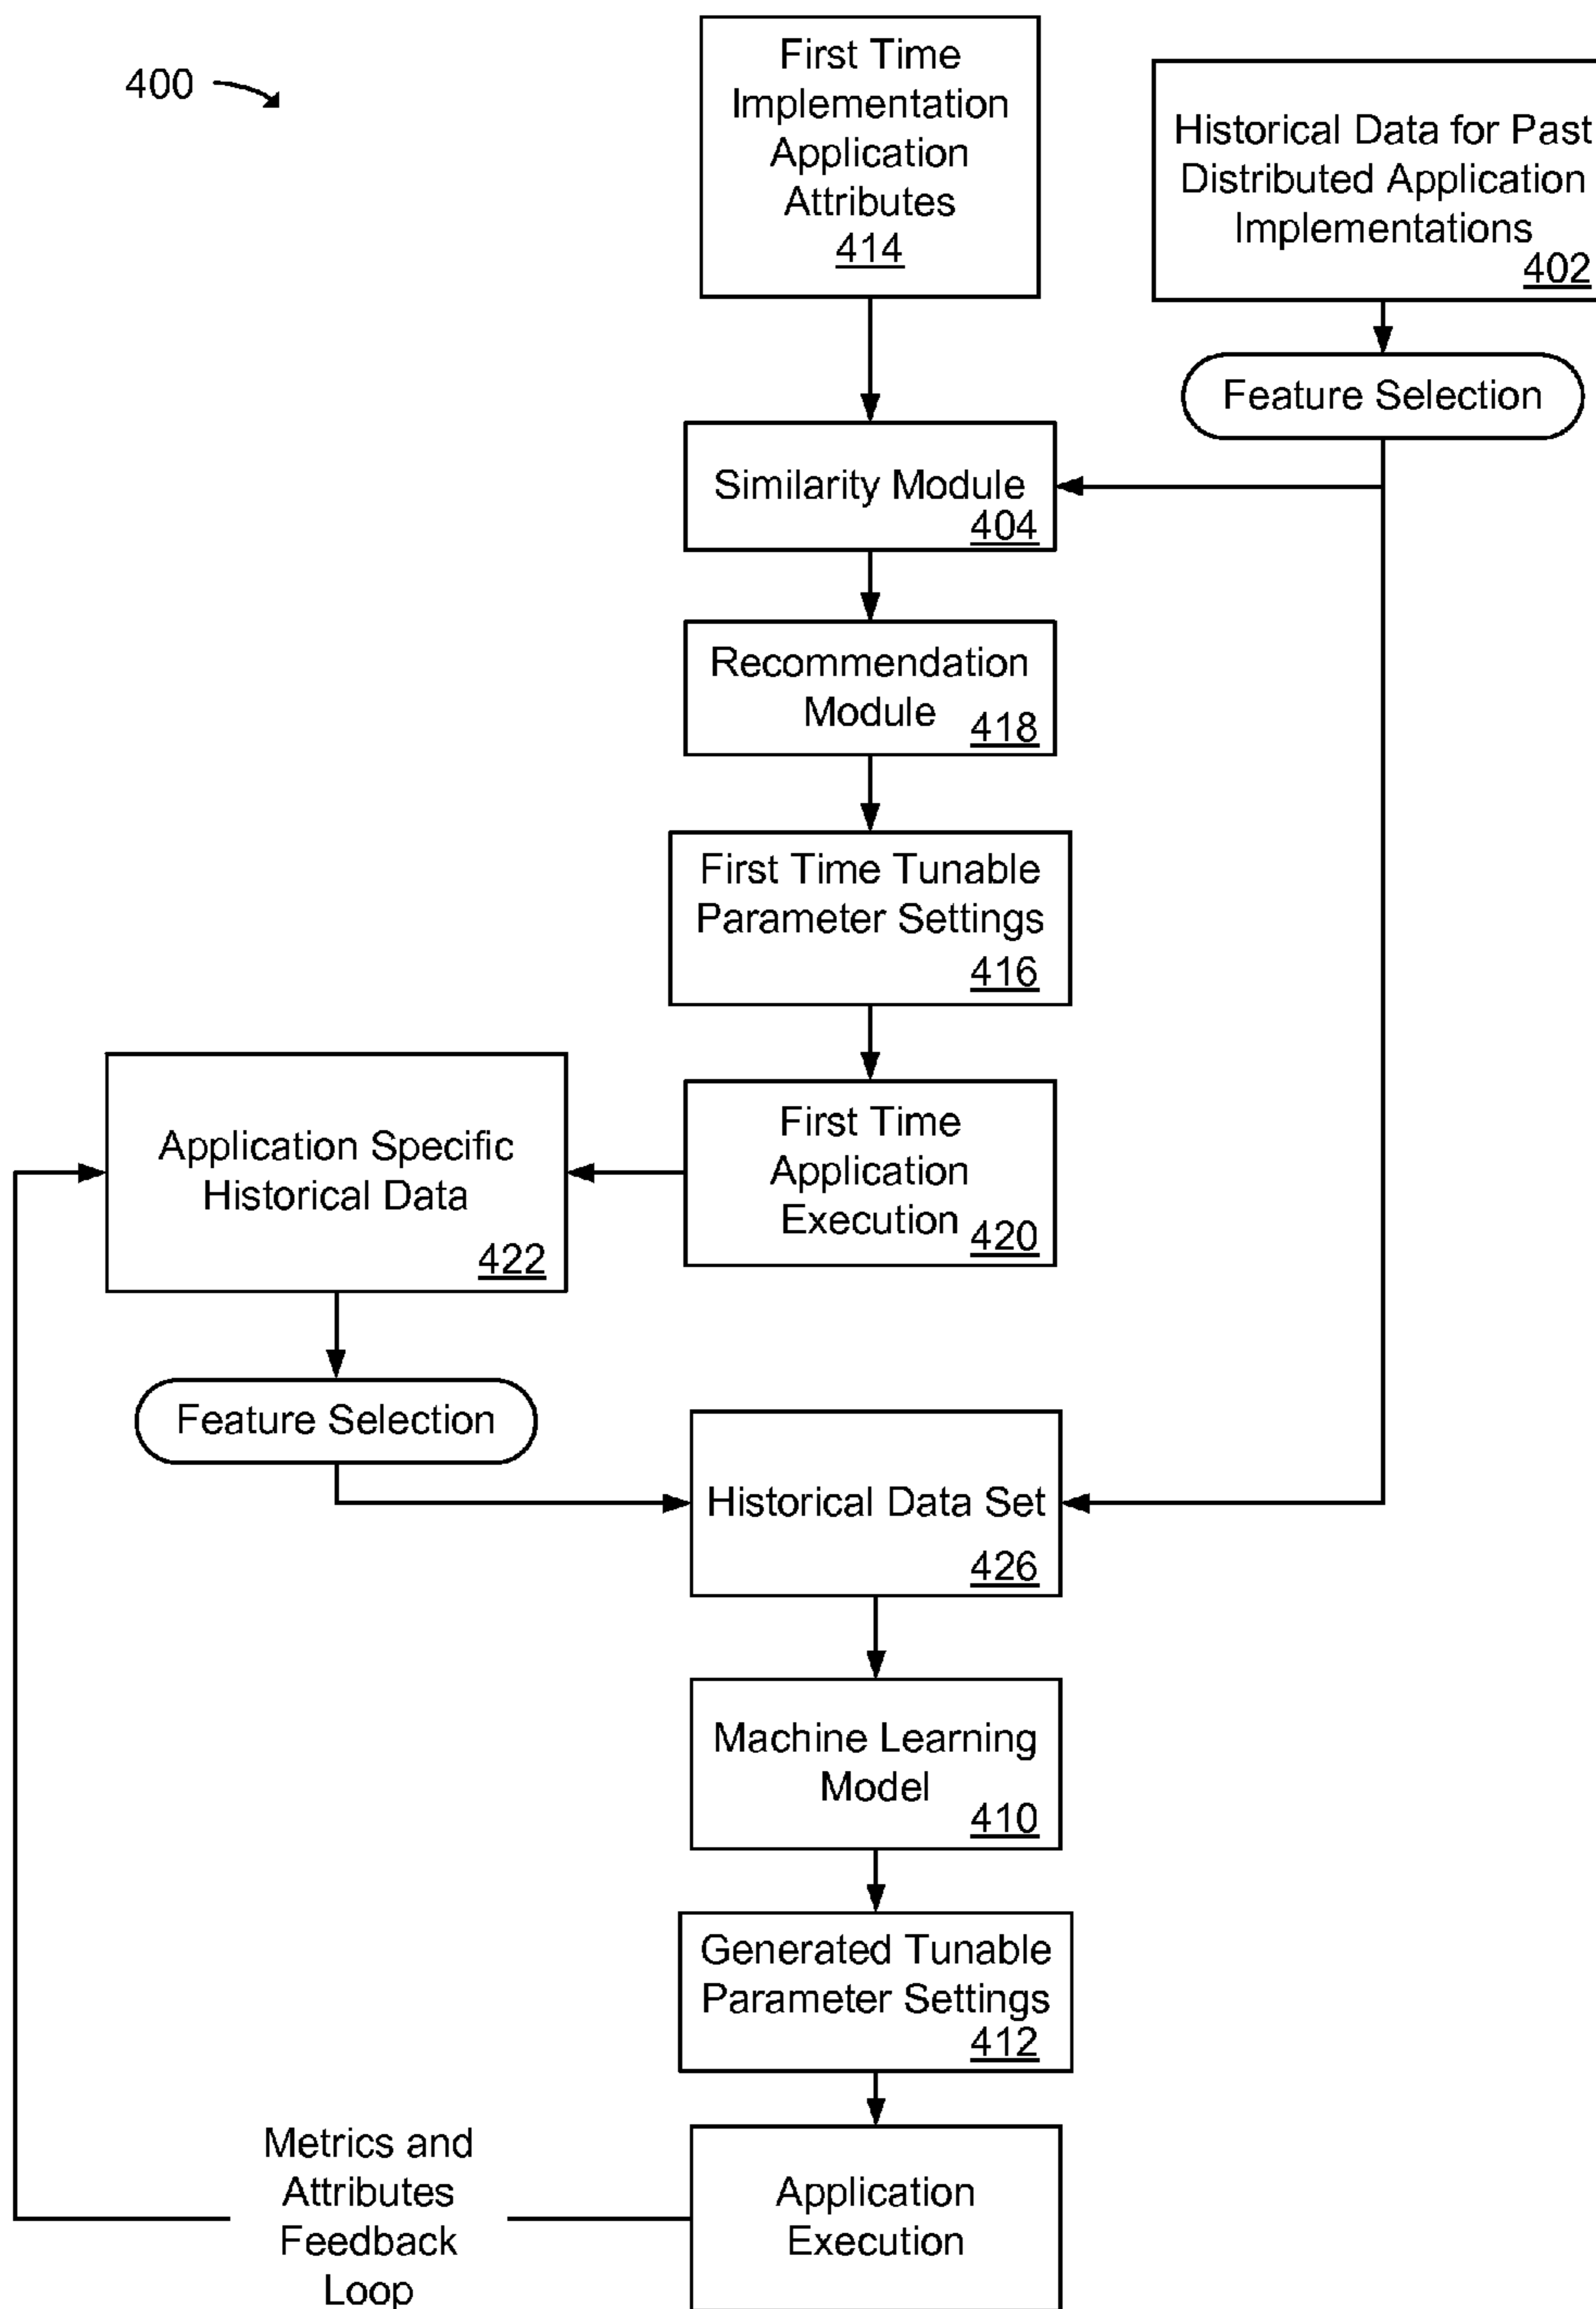 400
First Time
Implementation
Application
Attributes
414
Historical Data for Past
Distributed Application
Implementations
402
Feature Selection
Similarity Module
404
Recommendation
Module
418
First Time Tunable
Parameter Settings
416
Application Specific
Historical Data
422
First Time
Application
Execution
420
Feature Selection
Historical Data Set
426
Machine Learning
Model
410
Generated Tunable
Parameter Settings
412
Metrics and
Attributes
Feedback
Loop
Application
Execution